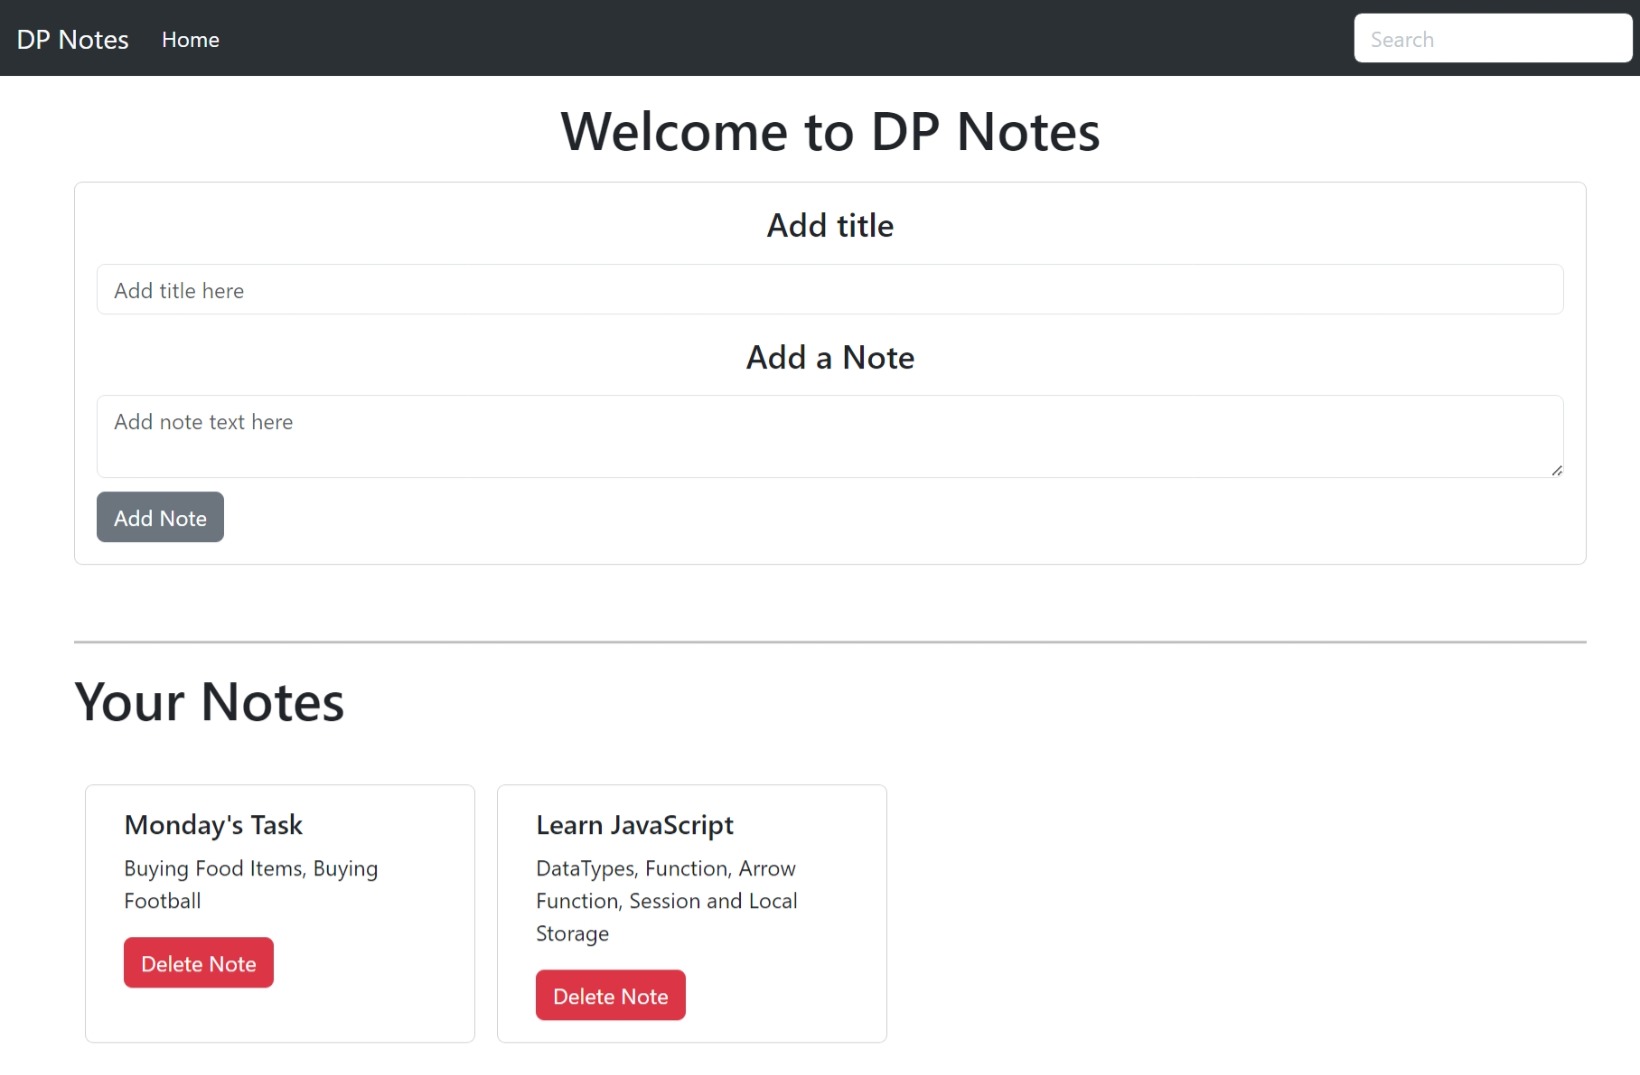 DP Notes Home Search
Welcome to DP Notes
Add title
Add title here
Add a Note
Add note text here
Add Note
Your Notes
Monday's Task
Buying Food Items, Buying
Football
Delete Note
Learn JavaScript
DataTypes, Function, Arrow
Function, Session and Local
Storage
Delete Note